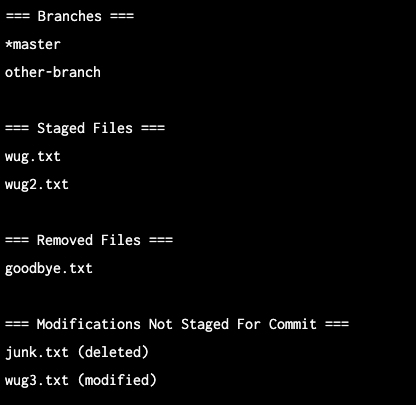 === Branches ===
*master
other-branch
=== Staged Files ===
wug.txt
wug2.txt
=== Removed Files ===
goodbye.txt
=== Modifications Not Staged For Commit ===
junk.txt (deleted)
wug3.txt (modified)